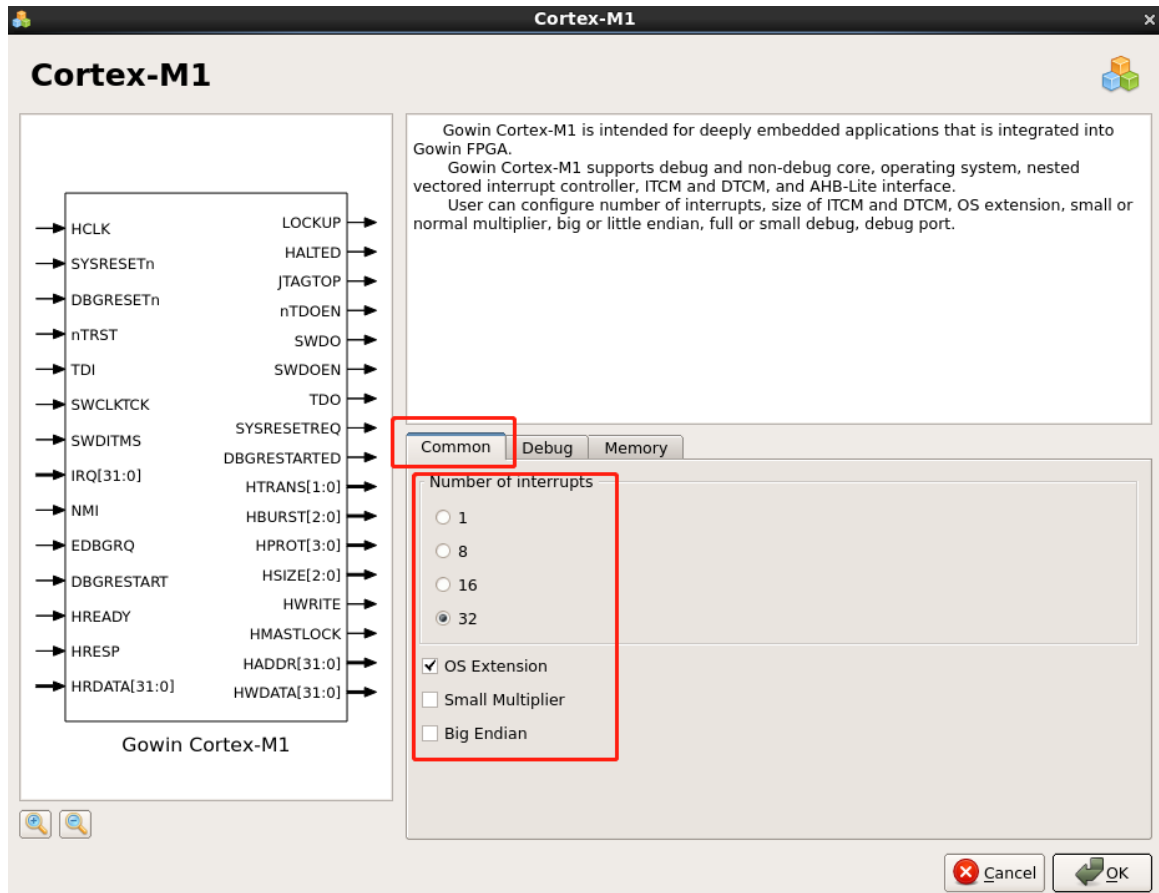 Cortex-M1
Cortex-M1
HCLK
SYSRESETn
DBGRESETn
nTRST
TDI
SWCLKTCK
SWDITMS
IRQ[31:0]
NMI
EDBGRQ
DBGRESTART
HREADY
HRESP
HRDATA[31:0]
LOCKUP
HALTED
JTAGTOP
nTDOEN
SWDO
SWDOEN
TDO
SYSRESETREQ
DBGRESTARTED
HTRANS[1:0]
HBURST[2:0]
HPROT[3:0]
HSIZE[2:0]
HWRITE
HMASTLOCK
HADDR[31:0]
HWDATA[31:0]
Gowin Cortex-M1
Gowin Cortex-M1 is intended for deeply embedded applications that is integrated into
Gowin FPGA.
Gowin Cortex-M1 supports debug and non-debug core, operating system, nested
vectored interrupt controller, ITCM and DTCM, and AHB-Lite interface.
User can configure number of interrupts, size of ITCM and DTCM, OS extension, small or
normal multiplier, big or little endian, full or small debug, debug port.
Common Debug Memory
Number of interrupts
1
8
16
32
OS Extension
Small Multiplier
Big Endian
Cancel OK